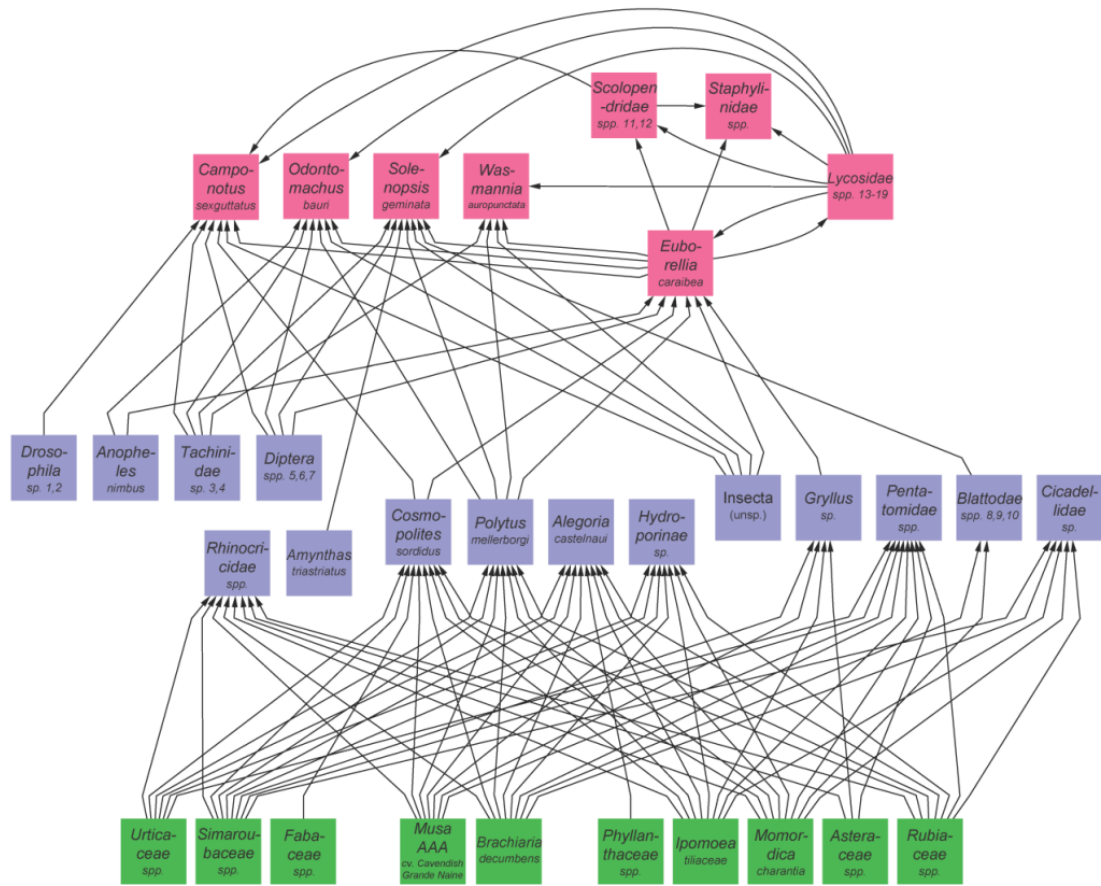 Scolopen
-dridae
spp. 11,12
Staphyli-
nidae
spp.
Campo-
notus
sexguttatus
Odonto-
machus
bauri
Sole-
nopsis
geminata
Was-
mannia
auropunctata
Lycosidae
spp. 13-19
Eubo-
rellia
caraibea
Droso-
phila
sp. 1,2
Anophe-
les
nimbus
Tachini-
dae
sp. 3,4
Diptera
spp. 5,6,7
Cosmo-
polites
sordidus
Polytus
mellerborgi
Alegoria
castelnaui
Hydro-
porinae
sp.
Insecta
(unsp.)
Gryllus
sp.
Penta-
tomidae
spp.
Blattodae
spp. 8,9,10
Cicadel-
lidae
sp.
Rhinocri-
cidae
spp.
Amynthas
triastriatus
Urtica-
ceae
spp.
Simarou-
baceae
spp.
Faba-
ceae
spp.
Musa
AAA
cv. Cavendish
Grande Naine
Brachiaria
decumbens
Phyllan-
thaceae
spp.
Ipomoea
tiliaceae
Momor-
dica
charantia
Astera-
ceae
spp.
Rubia-
ceae
spp.